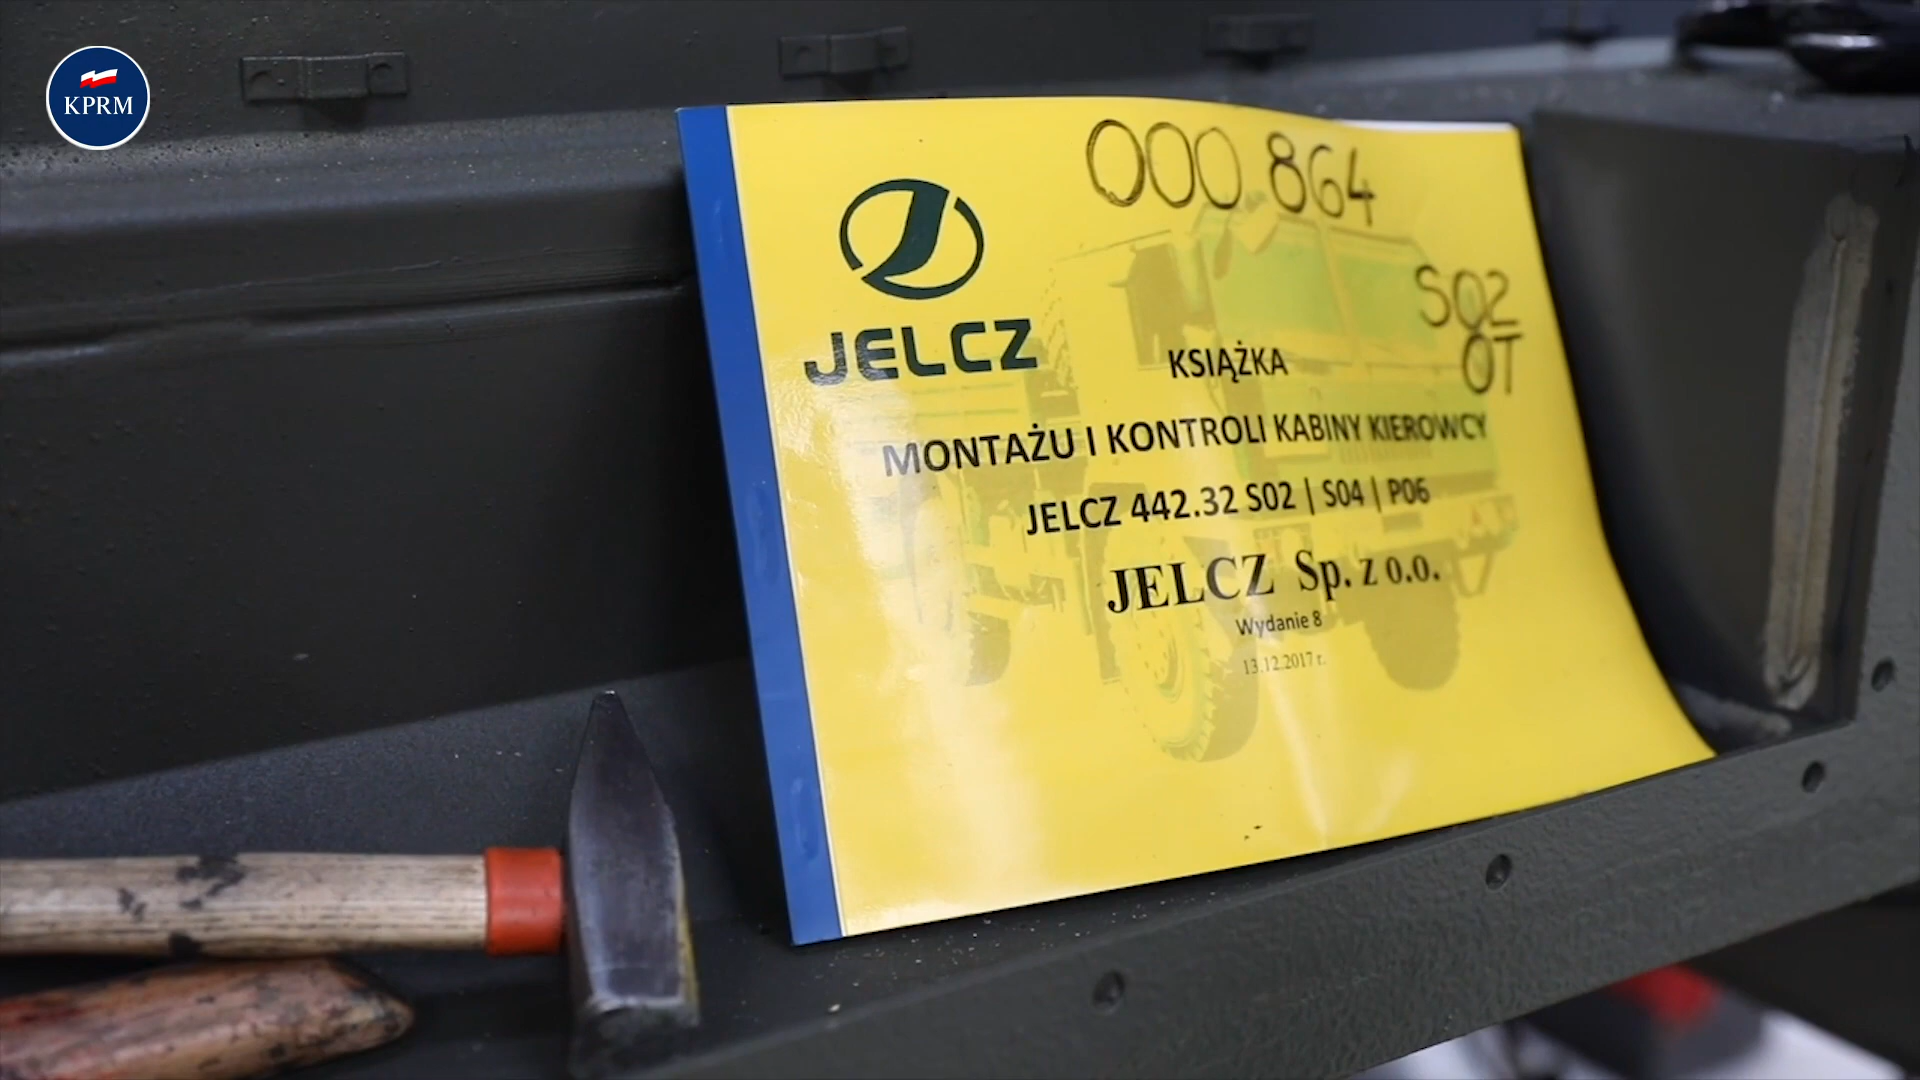 KPRM
000 864
S02
OT
JELCZ
KSIĄŻKA
MONTAŻU I KONTROLI KABINY KIEROWCY
JELCZ 442.32 S02 | S04 | P06
JELCZ Sp. z o.o.
Wydanie 8
13.12.2017 r.